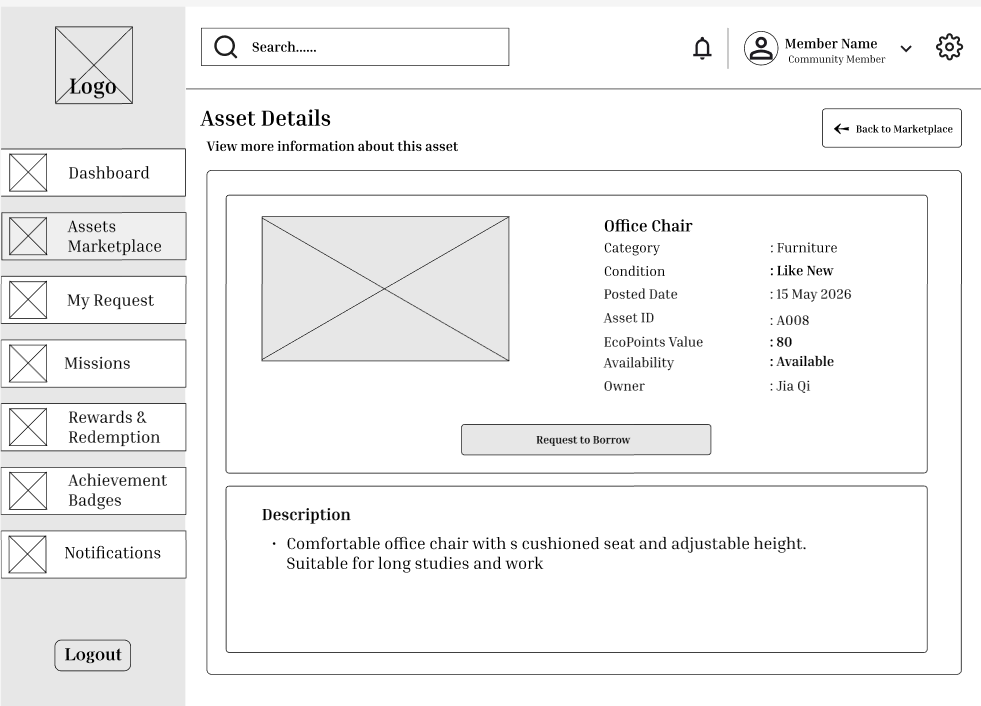 Logo
Search......
Member Name
Community Member
Asset Details
View more information about this asset
Back to Marketplace
Dashboard
Assets
Marketplace
My Request
Missions
Rewards &
Redemption
Achievement
Badges
Notifications
Logout
Office Chair
Category : Furniture
Condition : Like New
Posted Date : 15 May 2026
Asset ID : A008
EcoPoints Value : 80
Availability : Available
Owner : Jia Qi
Request to Borrow
Description
· Comfortable office chair with s cushioned seat and adjustable height.
Suitable for long studies and work